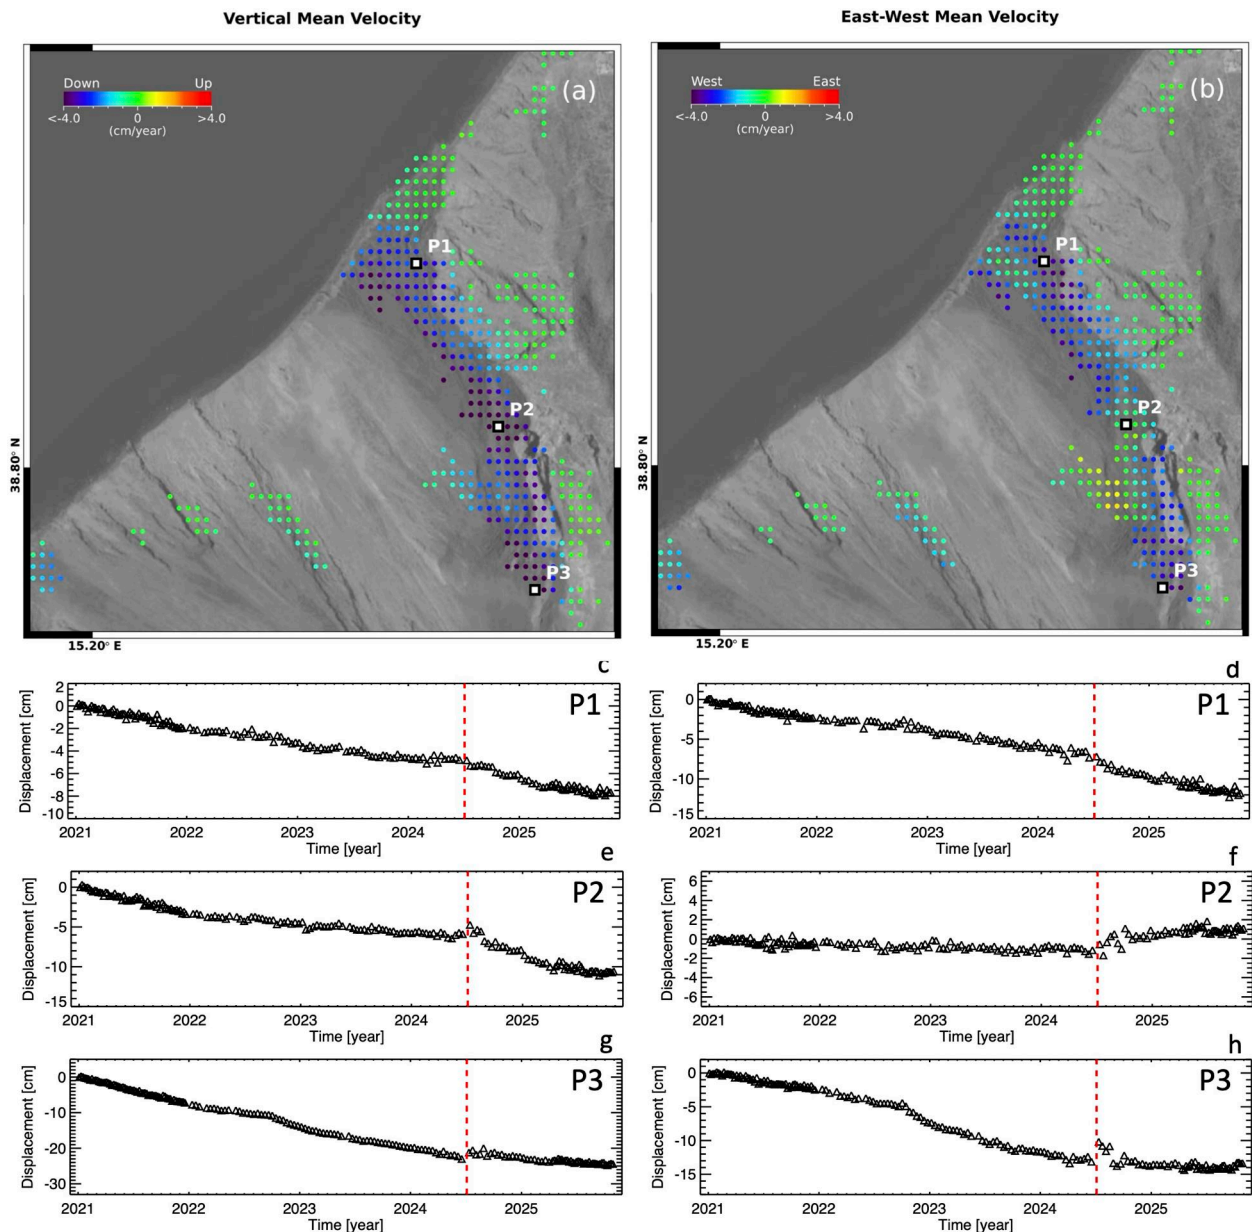 Vertical Mean Velocity
East-West Mean Velocity
Down Up
<-4.0 0 >4.0
(cm/year)
(a)
P1
P2
P3
38.80° N
15.20° E
West East
<-4.0 0 >4.0
(cm/year)
(b)
P1
P2
P3
38.80° N
15.20° E
c
P1
Displacement [cm]
2
0
-2
-4
-6
-8
-10
2021 2022 2023 2024 2025
Time [year]
d
P1
Displacement [cm]
0
-5
-10
-15
2021 2022 2023 2024 2025
Time [year]
e
P2
Displacement [cm]
0
-5
-10
-15
2021 2022 2023 2024 2025
Time [year]
f
P2
Displacement [cm]
6
4
2
0
-2
-4
-6
2021 2022 2023 2024 2025
Time [year]
g
P3
Displacement [cm]
0
-10
-20
-30
2021 2022 2023 2024 2025
Time [year]
h
P3
Displacement [cm]
0
-5
-10
-15
2021 2022 2023 2024 2025
Time [year]